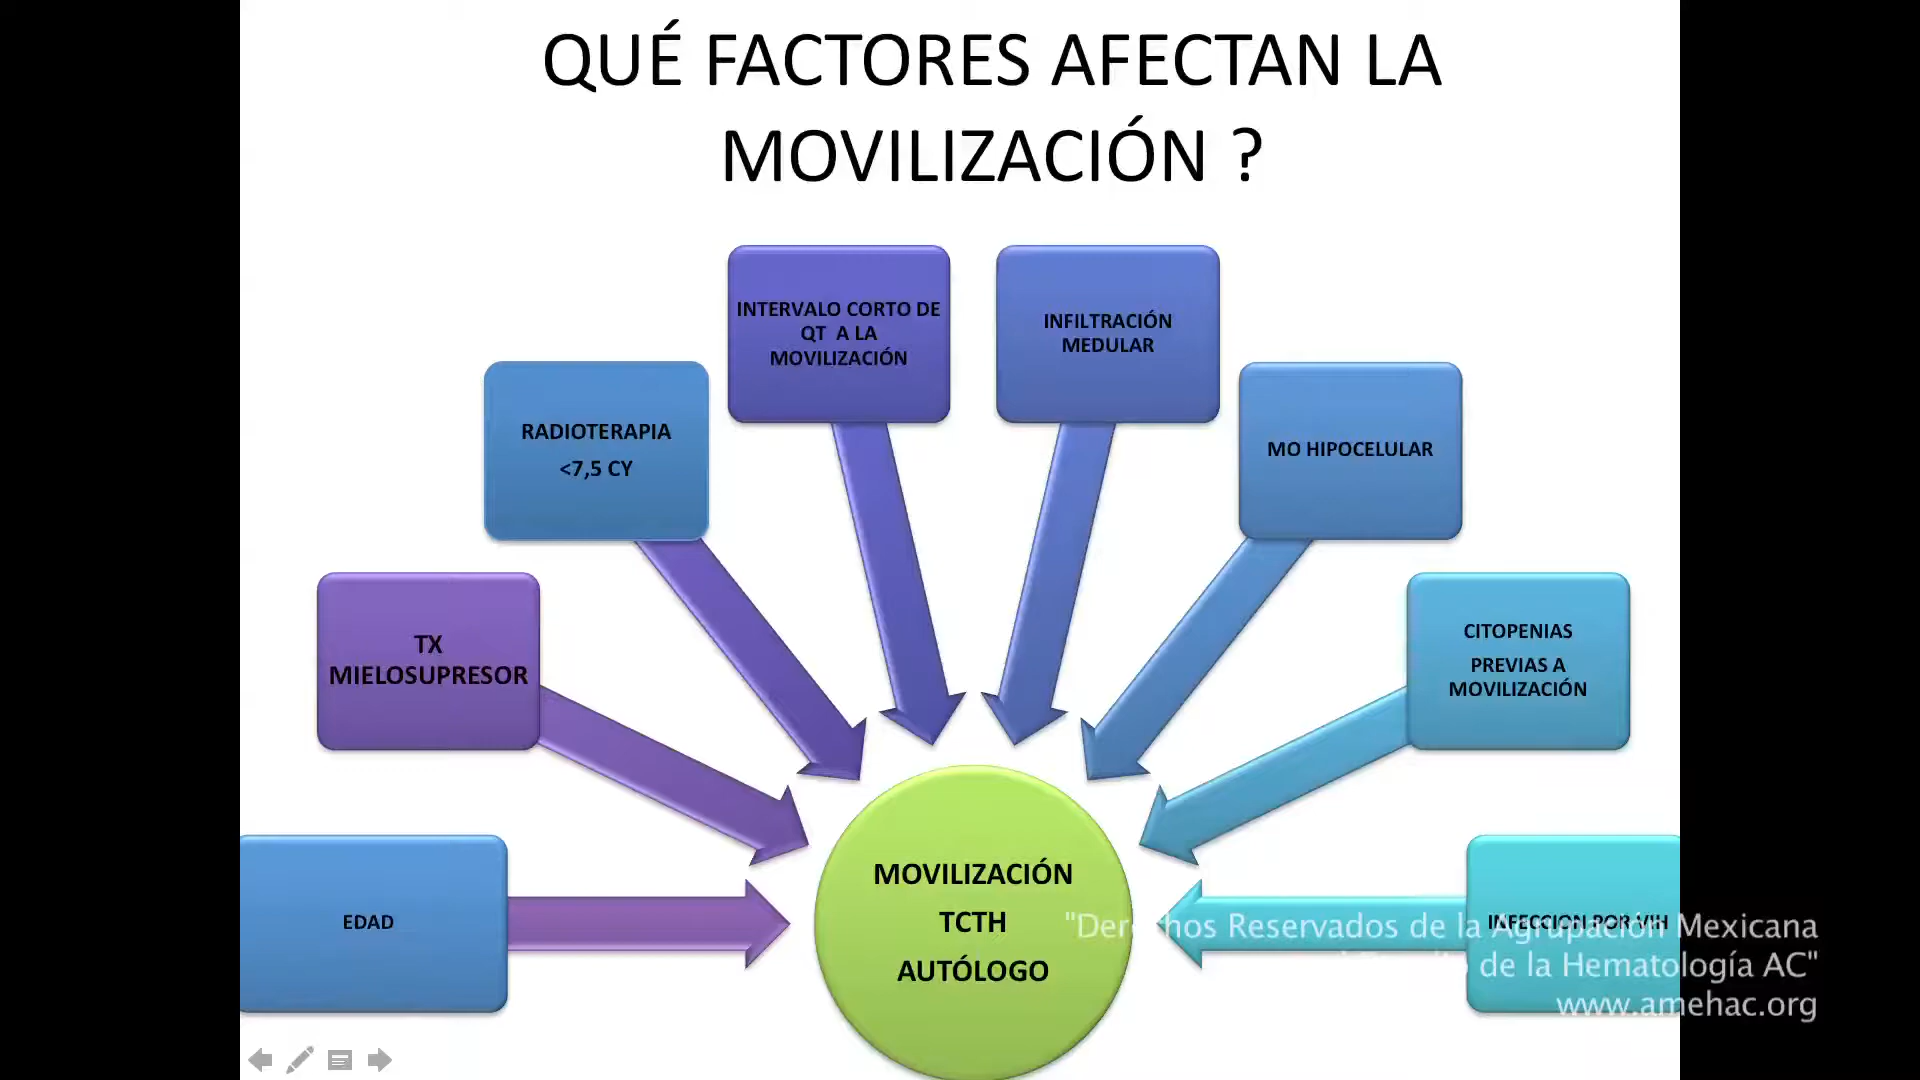 QUÉ FACTORES AFECTAN LA
MOVILIZACIÓN ?
INTERVALO CORTO DE
QT A LA
MOVILIZACIÓN
INFILTRACIÓN
MEDULAR
RADIOTERAPIA
<7,5 CY
MO HIPOCELULAR
TX
MIELOSUPRESOR
CITOPENIAS
PREVIAS A
MOVILIZACIÓN
EDAD
MOVILIZACIÓN
TCTH
AUTÓLOGO
INFECCION POR VIH
"Derechos Reservados de la Agrupación Mexicana
de la Hematología AC"
www.amehac.org